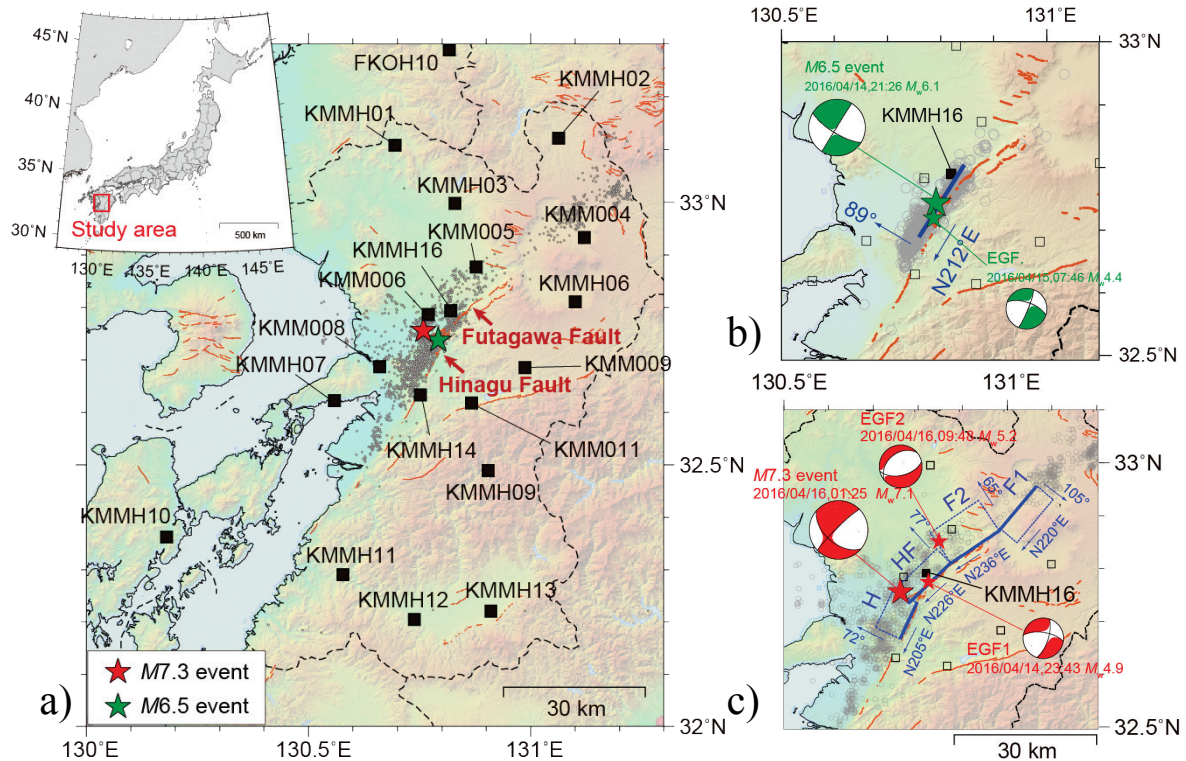 45°N
40°N
35°N
30°N
Study area
500 km
130°E
135°E
140°E
145°E
FKOH10
KMMH02
KMMH01
KMMH03
KMM004
KMM005
KMMH16
KMMH06
KMM006
KMM008
Futagawa Fault
KMMH07
KMM009
Hinagu Fault
KMMH14
KMM011
KMMH09
KMMH10
KMMH11
KMMH12
KMMH13
M7.3 event
M6.5 event
a)
30 km
33°N
32.5°N
32°N
130°E
130.5°E
131°E
130.5°E
131°E
33°N
M6.5 event
2016/04/14,21:26 Mw6.1
KMMH16
89°
N212°E
EGF
2016/04/15,07:46 Mw4.4
b)
32.5°N
130.5°E
131°E
EGF2
2016/04/16,09:48 Mw5.2
33°N
M7.3 event
2016/04/16,01:25 Mw7.1
65°
F2
F1
105°
77°
N220°E
HF
N236°E
KMMH16
H
N226°E
72°
N205°E
EGF1
2016/04/14,23:43 Mw4.9
c)
32.5°N
30 km